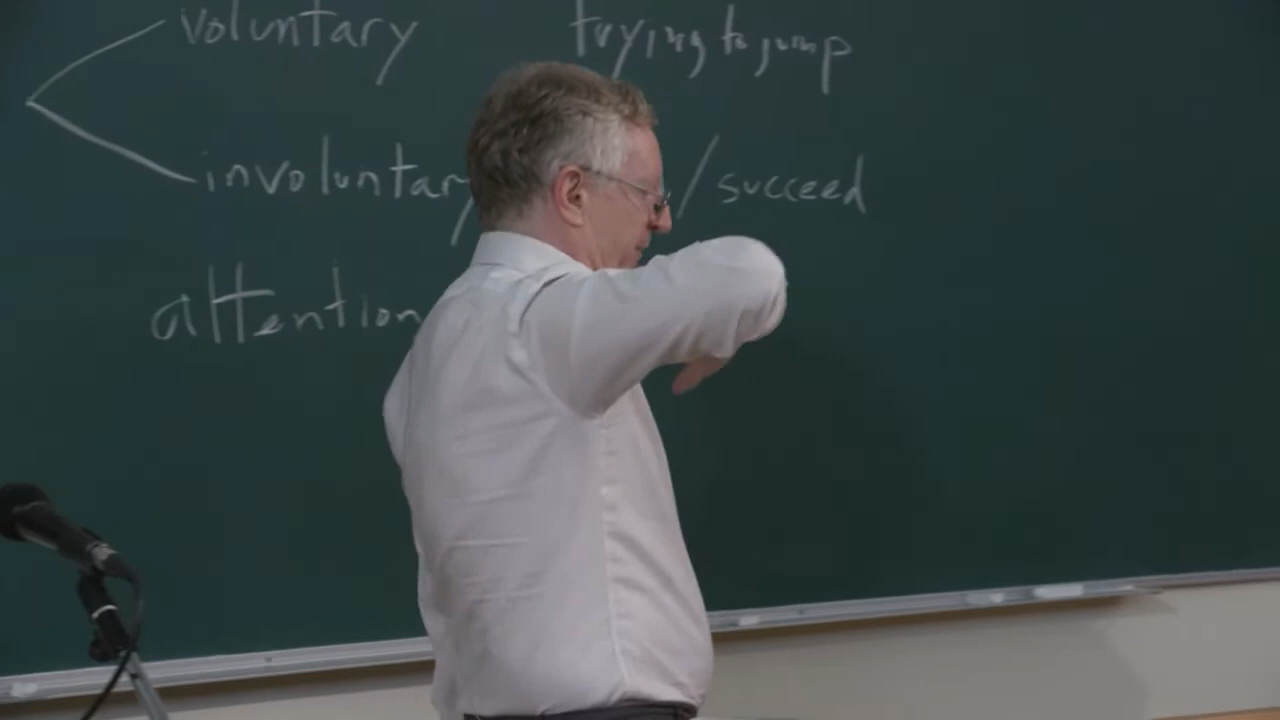 voluntary trying to jump
involuntary / succeed
attention